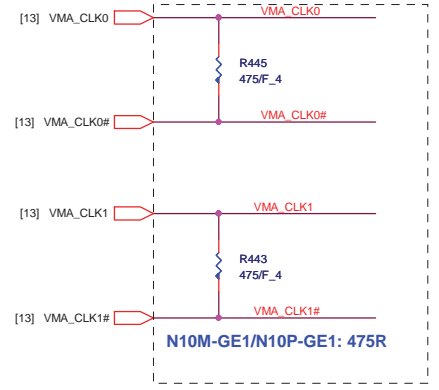 [13] VMA_CLK0 VMA_CLK0
R445
475/F_4
[13] VMA_CLK0# VMA_CLK0#
[13] VMA_CLK1 VMA_CLK1
R443
475/F_4
[13] VMA_CLK1# VMA_CLK1#
N10M-GE1/N10P-GE1: 475R